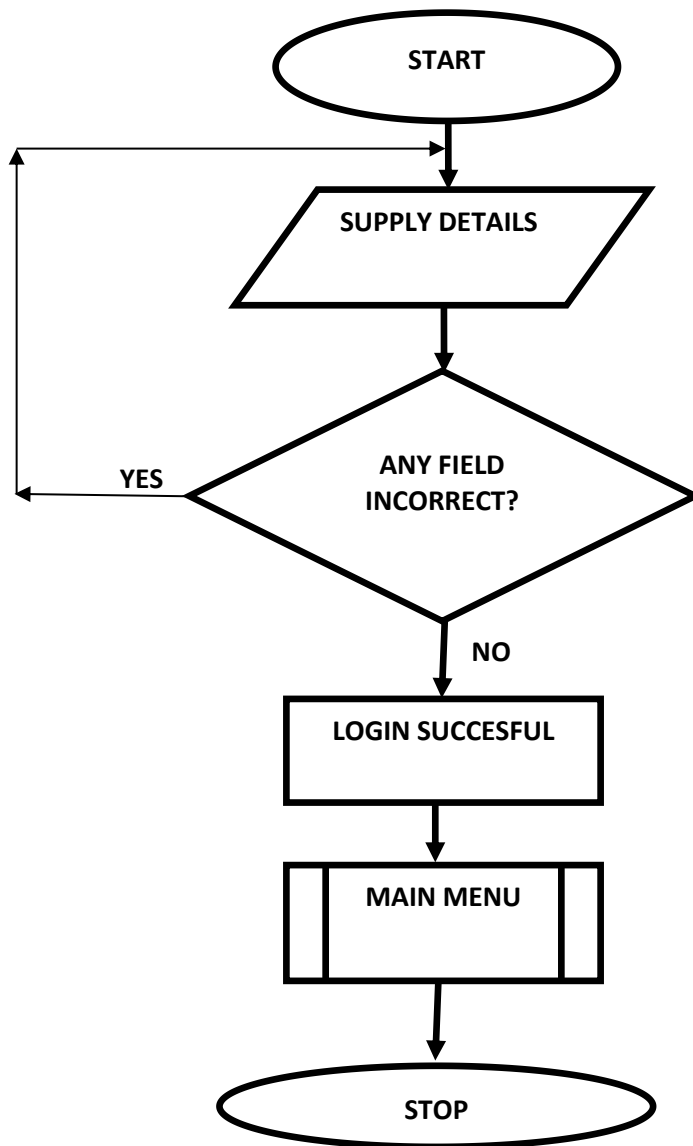 START
SUPPLY DETAILS
ANY FIELD
INCORRECT?
YES
NO
LOGIN SUCCESFUL
MAIN MENU
STOP